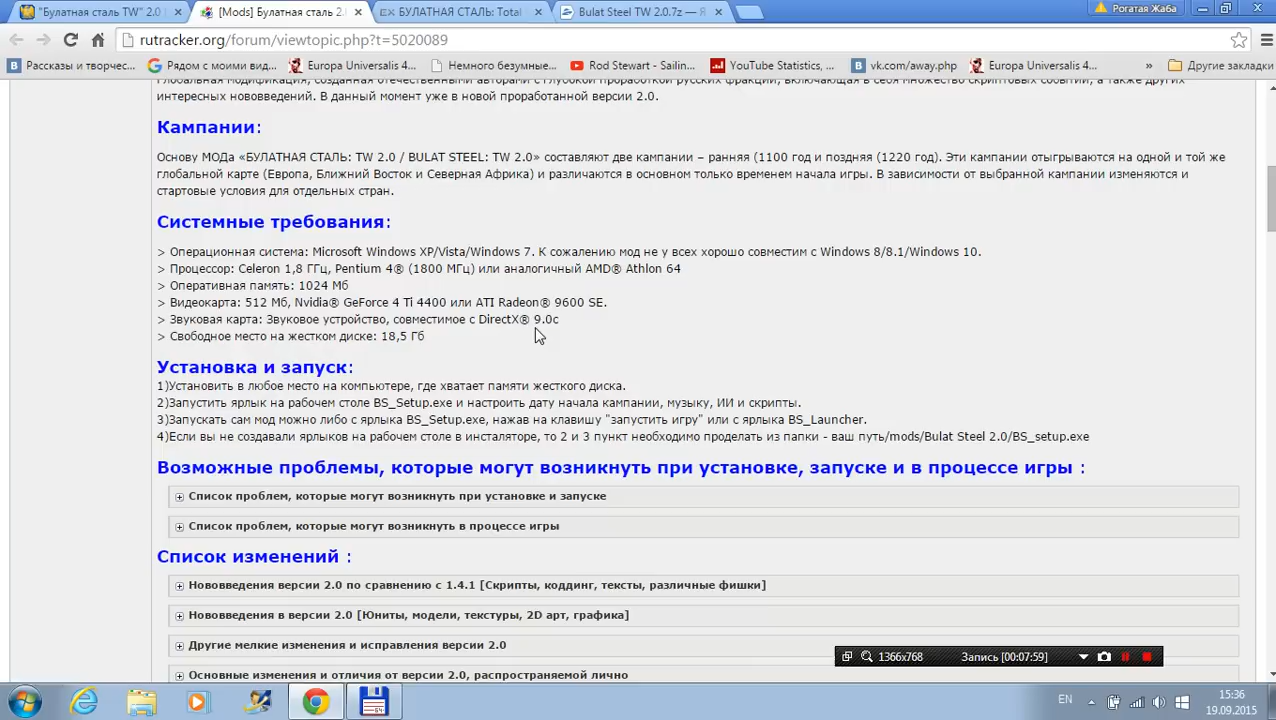 "Булатная сталь TW" 2.0
[Mods] Булатная сталь 2.
БУЛАТНАЯ СТАЛЬ: Total
Bulat Steel TW 2.0.7z — Я
Рогатая Жаба
rutracker.org/forum/viewtopic.php?t=5020089
Рассказы и творчес...
Рядом с моими вид...
Europa Universalis 4...
Немного безумные...
Rod Stewart - Sailin...
YouTube Statistics, ...
vk.com/away.php
Europa Universalis 4...
»
Другие закладки
Глобальная модификация, созданная отечественными авторами с глубокой проработкой русских фракций, включающая в себя множество скриптовых событий, а также других
интересных нововведений. В данный момент уже в новой проработанной версии 2.0.
Кампании:
Основу МОДа «БУЛАТНАЯ СТАЛЬ: TW 2.0 / BULAT STEEL: TW 2.0» составляют две кампании – ранняя (1100 год и поздняя (1220 год). Эти кампании отыгрываются на одной и той же
глобальной карте (Европа, Ближний Восток и Северная Африка) и различаются в основном только временем начала игры. В зависимости от выбранной кампании изменяются и
стартовые условия для отдельных стран.
Системные требования:
> Операционная система: Microsoft Windows XP/Vista/Windows 7. К сожалению мод не у всех хорошо совместим с Windows 8/8.1/Windows 10.
> Процессор: Celeron 1,8 ГГц, Pentium 4® (1800 МГц) или аналогичный AMD® Athlon 64
> Оперативная память: 1024 Мб
> Видеокарта: 512 Мб, Nvidia® GeForce 4 Ti 4400 или ATI Radeon® 9600 SE.
> Звуковая карта: Звуковое устройство, совместимое с DirectX® 9.0с
> Свободное место на жестком диске: 18,5 Гб
Установка и запуск:
1)Установить в любое место на компьютере, где хватает памяти жесткого диска.
2)Запустить ярлык на рабочем столе BS_Setup.exe и настроить дату начала кампании, музыку, ИИ и скрипты.
3)Запускать сам мод можно либо с ярлыка BS_Setup.exe, нажав на клавишу "запустить игру" или с ярлыка BS_Launcher.
4)Если вы не создавали ярлыков на рабочем столе в инсталяторе, то 2 и 3 пункт необходимо проделать из папки - ваш путь/mods/Bulat Steel 2.0/BS_setup.exe
Возможные проблемы, которые могут возникнуть при установке, запуске и в процессе игры :
Список проблем, которые могут возникнуть при установке и запуске
Список проблем, которые могут возникнуть в процессе игры
Список изменений :
Нововведения версии 2.0 по сравнению с 1.4.1 [Скрипты, коддинг, тексты, различные фишки]
Нововведения в версии 2.0 [Юниты, модели, текстуры, 2D арт, графика]
Другие мелкие изменения и исправления версии 2.0
Основные изменения и отличия от версии 2.0, распространяемой лично
1366x768
Запись [00:07:59]
EN
15:36
19.09.2015